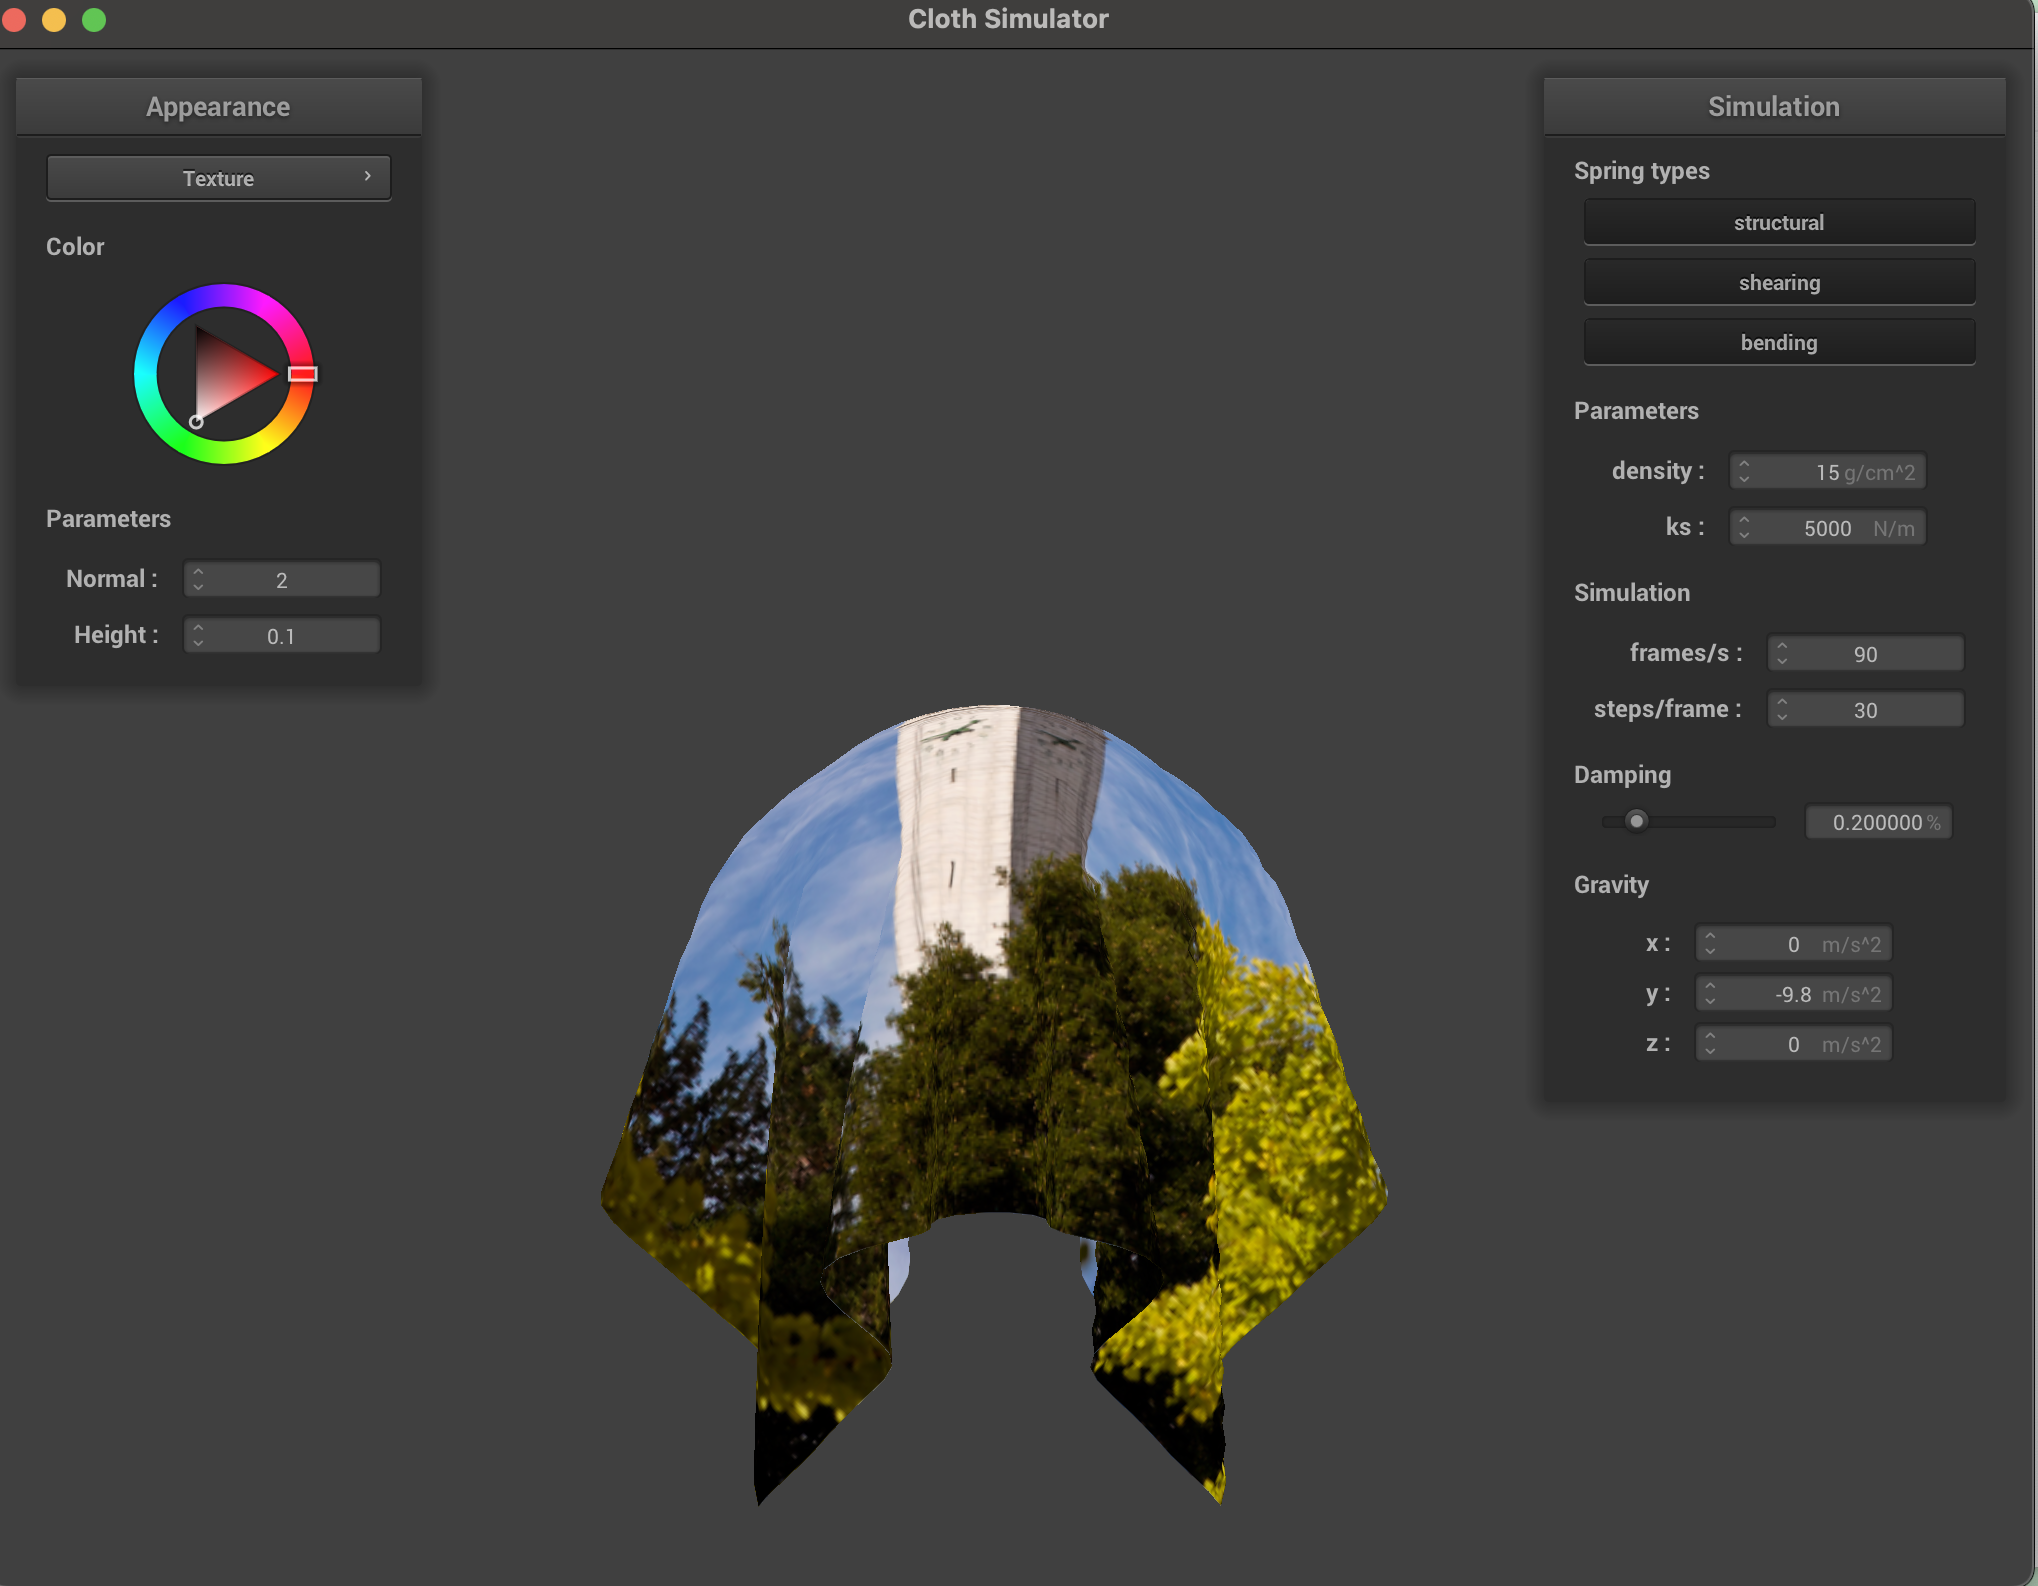 Cloth Simulator
Appearance
Texture
Color
Parameters
Normal : 2
Height : 0.1
Simulation
Spring types
structural
shearing
bending
Parameters
density : 15 g/cm^2
ks : 5000 N/m
Simulation
frames/s : 90
steps/frame : 30
Damping
0.200000 %
Gravity
x : 0 m/s^2
y : -9.8 m/s^2
z : 0 m/s^2